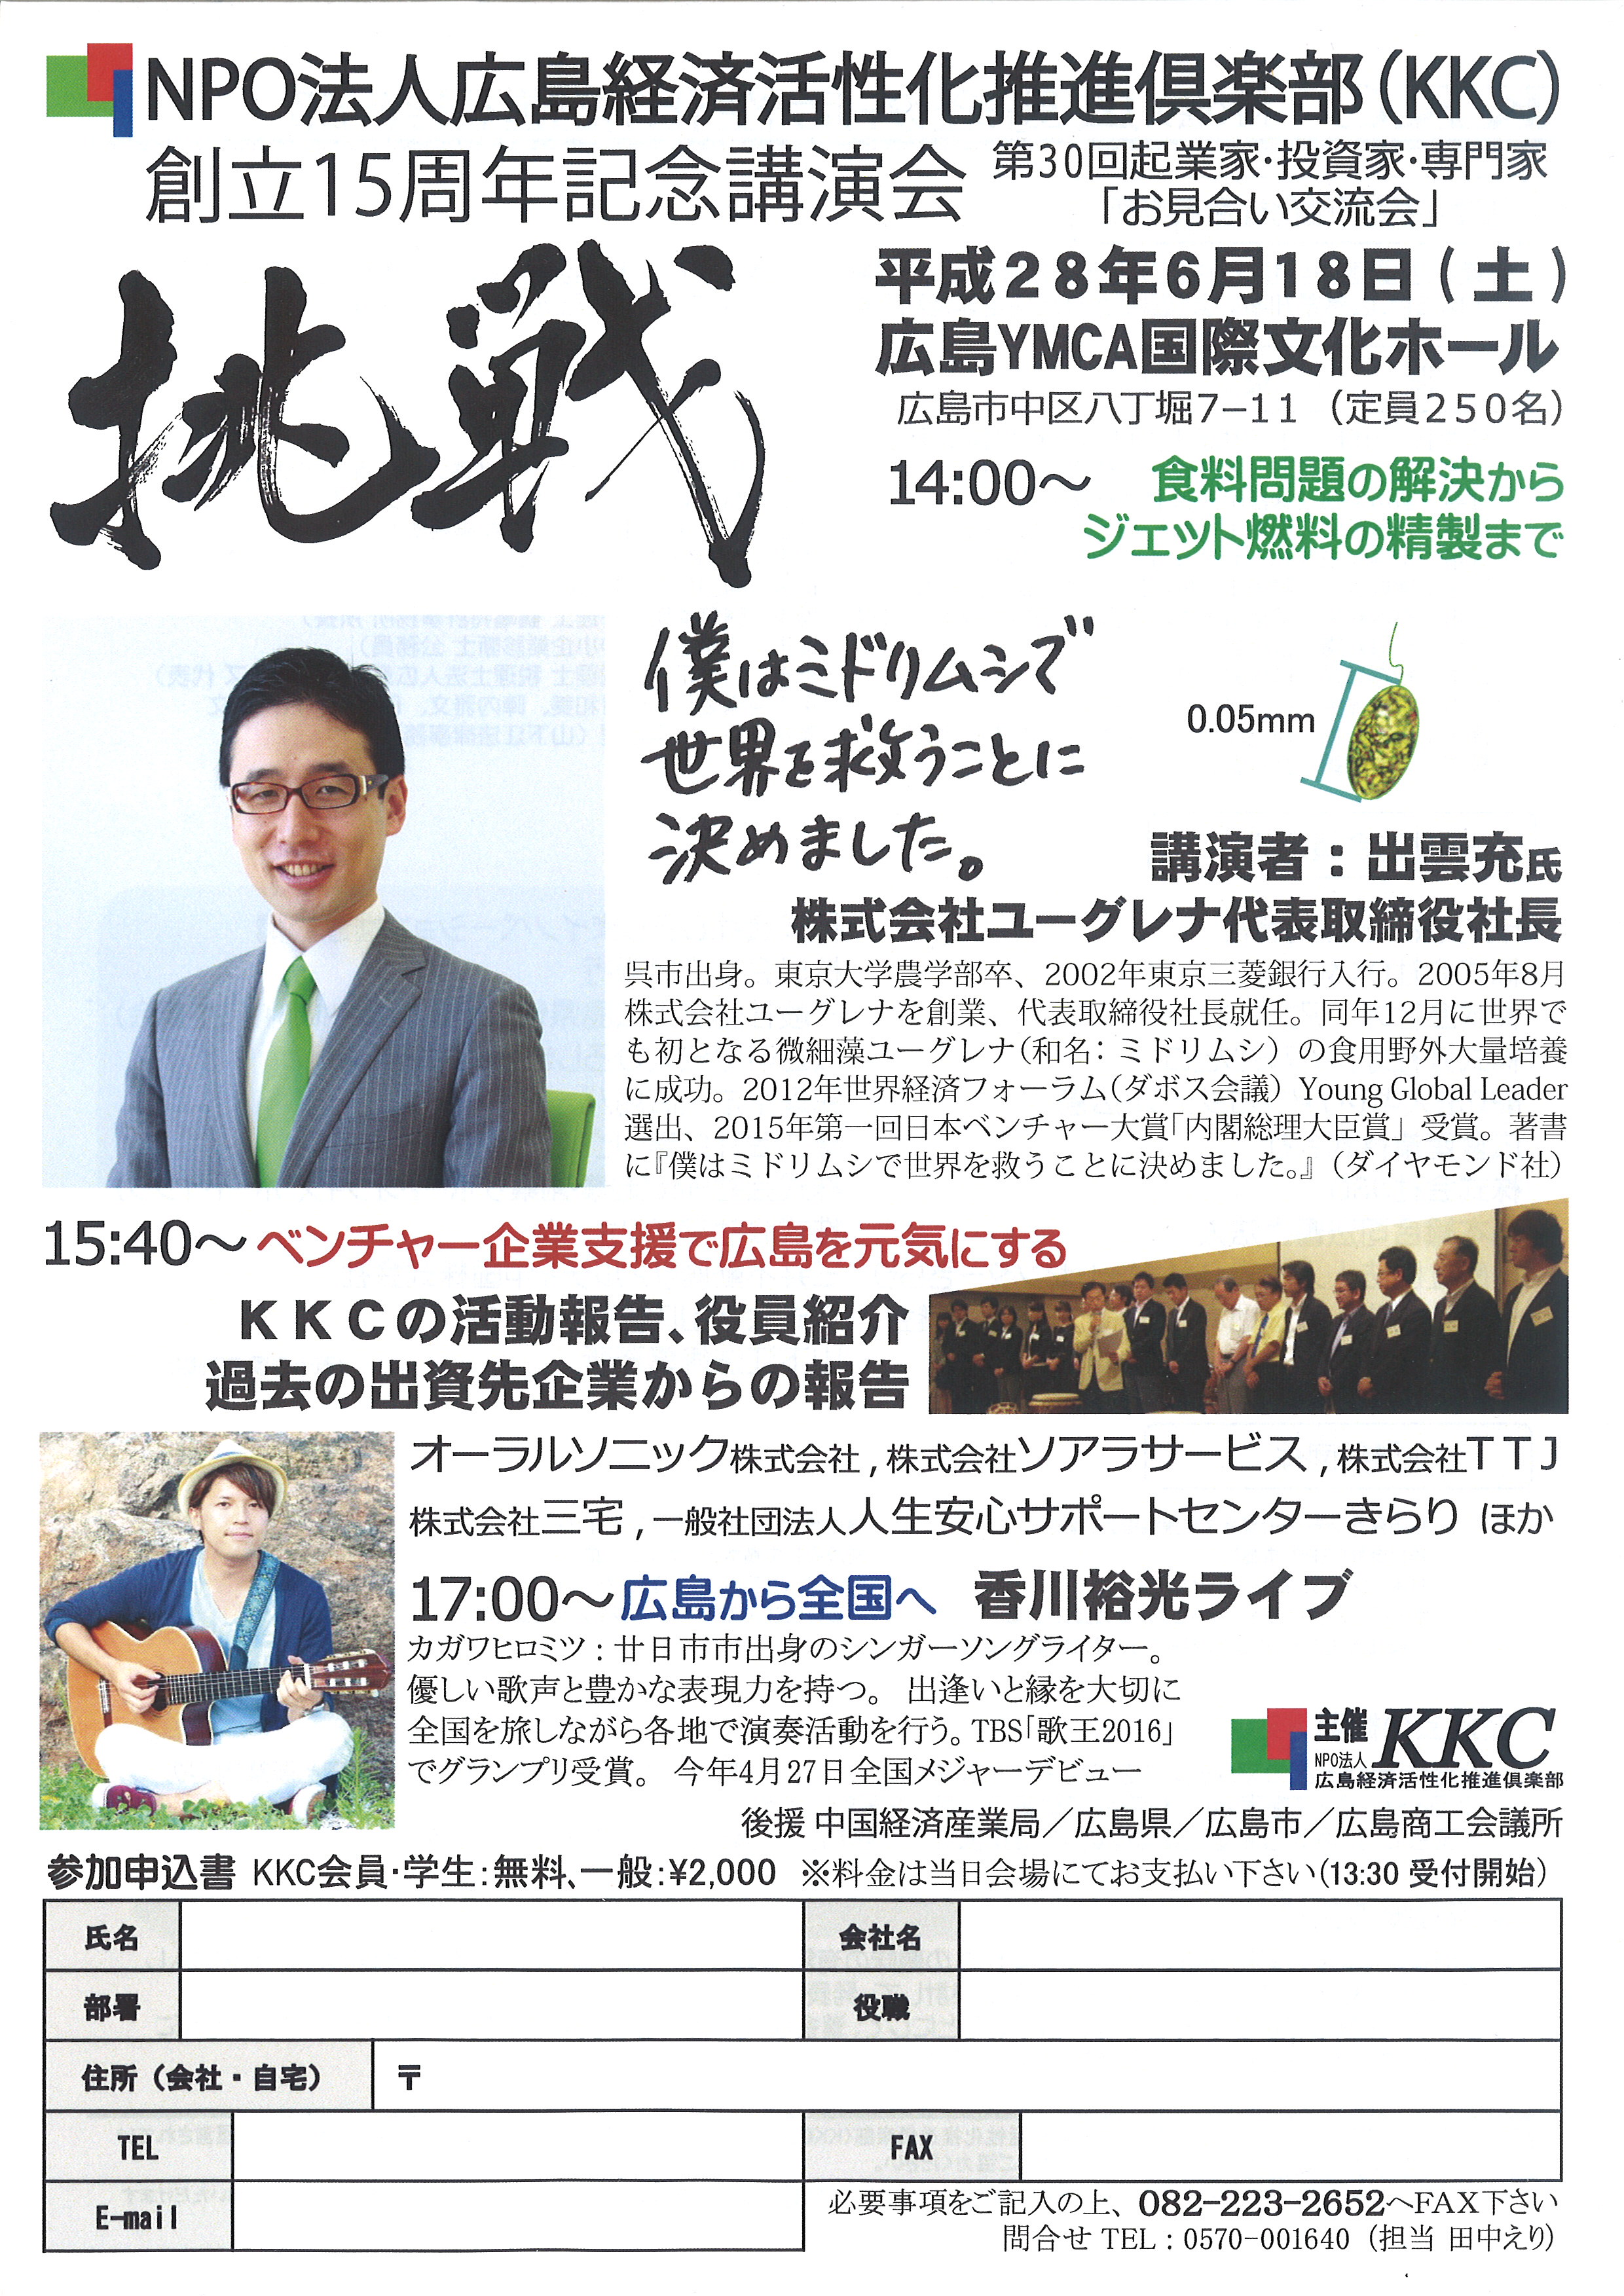 NPO法人広島経済活性化推進倶楽部（KKC）
創立15周年記念講演会
第30回起業家・投資家・専門家
「お見合い交流会」
挑戦
平成28年6月18日(土)
広島YMCA国際文化ホール
広島市中区八丁堀7−11（定員250名）
14:00～ 食料問題の解決から
ジェット燃料の精製まで
僕はミドリムシで
世界を救うことに
決めました。
0.05mm
講演者：出雲充氏
株式会社ユーグレナ代表取締役社長
呉市出身。東京大学農学部卒、2002年東京三菱銀行入行。2005年8月
株式会社ユーグレナを創業、代表取締役社長就任。同年12月に世界で
も初となる微細藻ユーグレナ（和名：ミドリムシ）の食用野外大量培養
に成功。2012年世界経済フォーラム（ダボス会議）Young Global Leader
選出、2015年第一回日本ベンチャー大賞「内閣総理大臣賞」受賞。著書
に『僕はミドリムシで世界を救うことに決めました。』（ダイヤモンド社）
15:40～ベンチャー企業支援で広島を元気にする
KKCの活動報告、役員紹介
過去の出資先企業からの報告
オーラルソニック株式会社,株式会社ソアラサービス,株式会社TTJ
株式会社三宅,一般社団法人人生安心サポートセンターきらり ほか
17:00～広島から全国へ 香川裕光ライブ
カガワヒロミツ：廿日市市出身のシンガーソングライター。
優しい歌声と豊かな表現力を持つ。 出逢いと縁を大切に
全国を旅しながら各地で演奏活動を行う。TBS「歌王2016」
でグランプリ受賞。 今年4月27日全国メジャーデビュー
主催 KKC
NPO法人
広島経済活性化推進倶楽部
後援 中国経済産業局／広島県／広島市／広島商工会議所
参加申込書 KKC会員・学生：無料、一般：¥2,000 ※料金は当日会場にてお支払い下さい（13:30 受付開始）
氏名 会社名
部署 役職
住所（会社・自宅） 〒
TEL FAX
E-mail
必要事項をご記入の上、082-223-2652へFAX下さい
問合せ TEL：0570-001640（担当 田中えり）